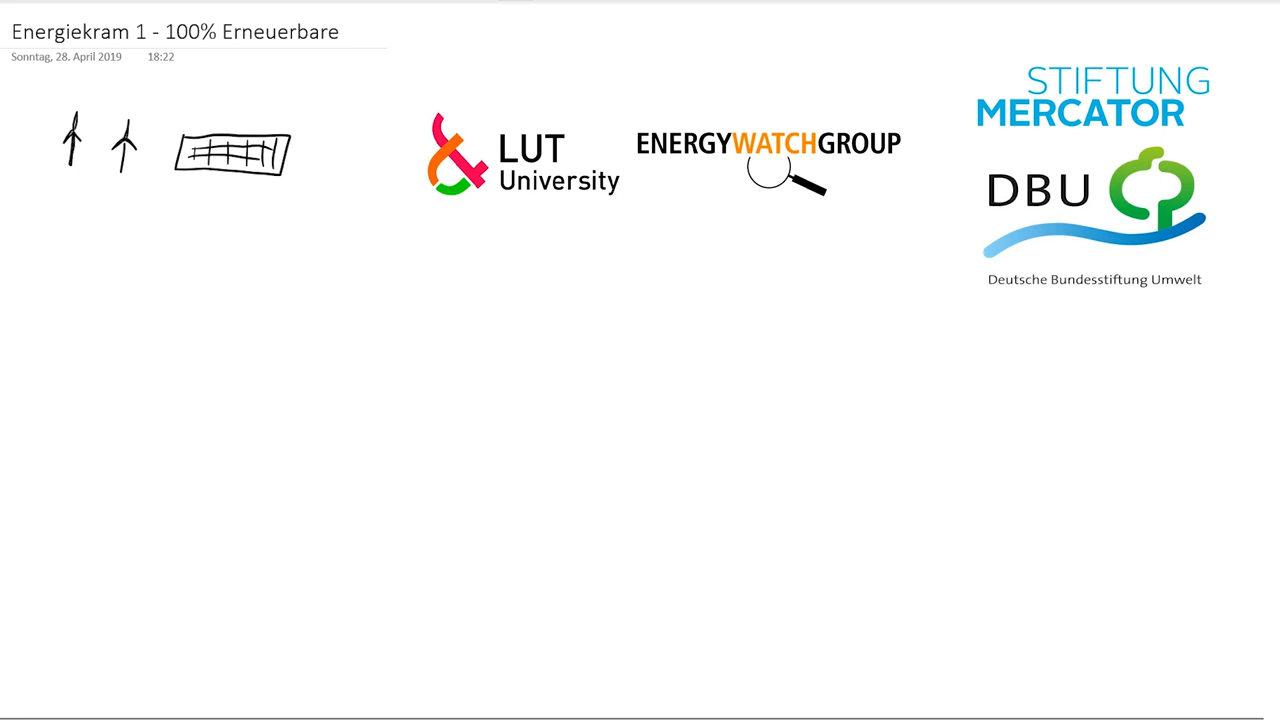 Energiekram 1 - 100% Erneuerbare
Sonntag, 28. April 2019 18:22
LUT
University
ENERGYWATCHGROUP
STIFTUNG
MERCATOR
DBU
Deutsche Bundesstiftung Umwelt